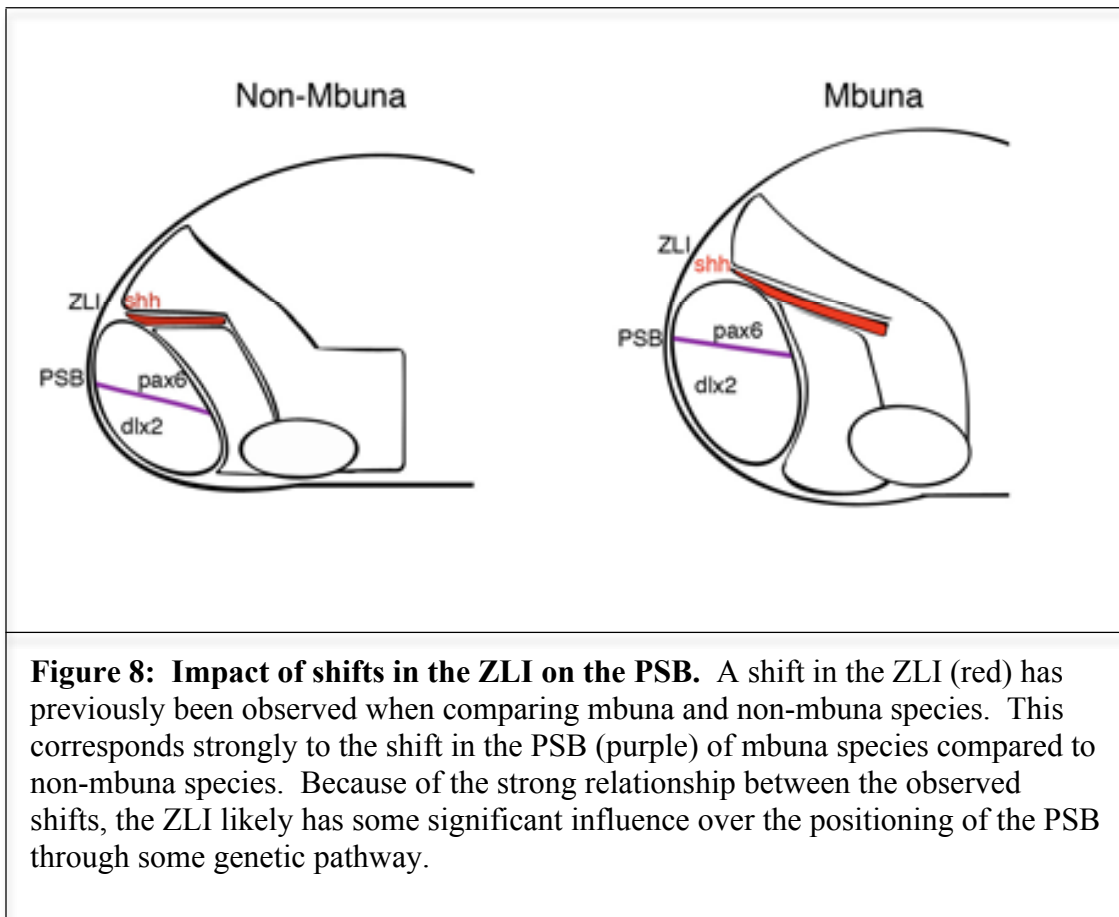 Non-Mbuna
Mbuna
ZLI
shh
PSB
pax6
dlx2
ZLI
shh
PSB
pax6
dlx2
Figure 8: Impact of shifts in the ZLI on the PSB. A shift in the ZLI (red) has
previously been observed when comparing mbuna and non-mbuna species. This
corresponds strongly to the shift in the PSB (purple) of mbuna species compared to
non-mbuna species. Because of the strong relationship between the observed
shifts, the ZLI likely has some significant influence over the positioning of the PSB
through some genetic pathway.